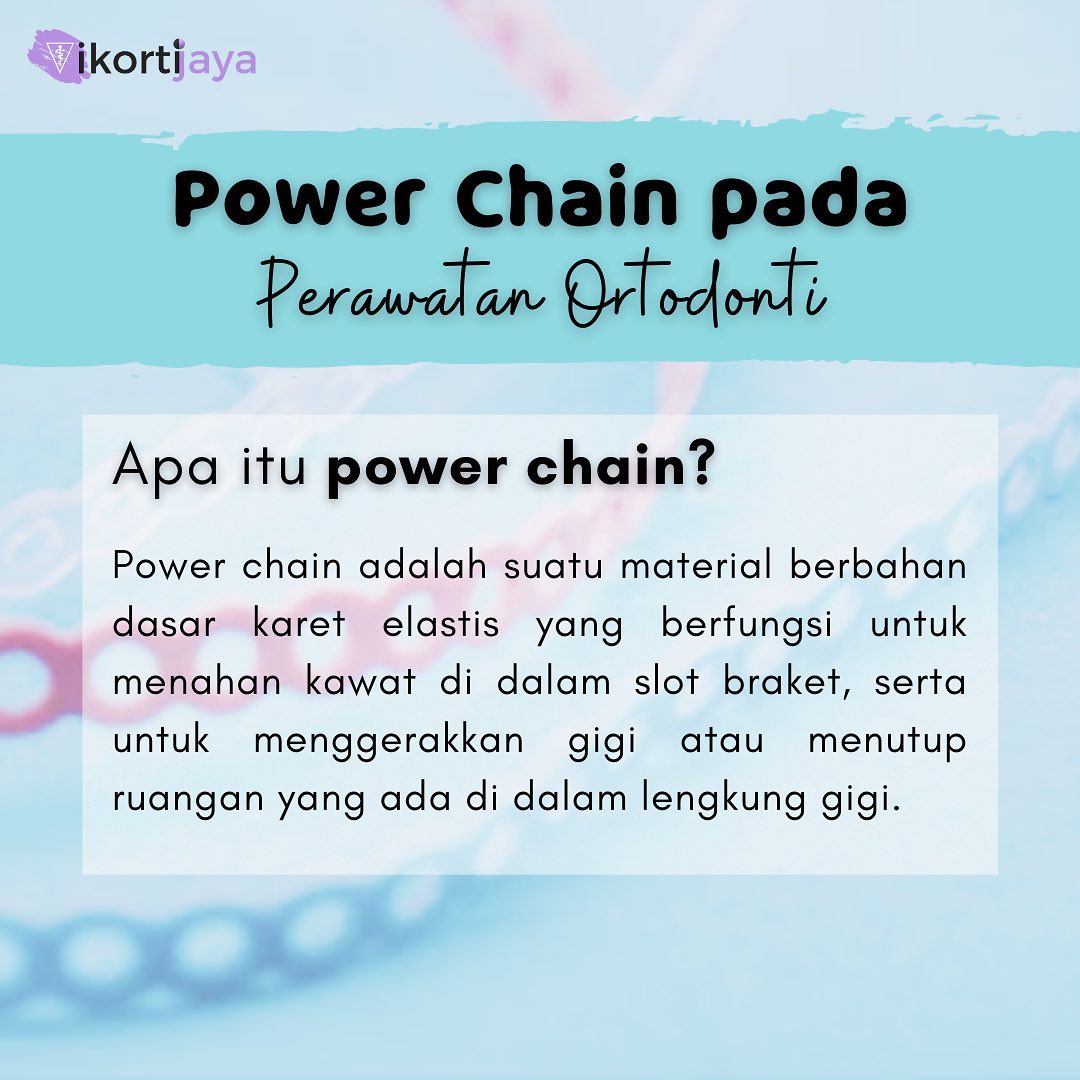 ikortijaya
Power Chain pada
Perawatan Ortodonti
Apa itu power chain?
Power chain adalah suatu material berbahan
dasar karet elastis yang berfungsi untuk
menahan kawat di dalam slot braket, serta
untuk menggerakkan gigi atau menutup
ruangan yang ada di dalam lengkung gigi.